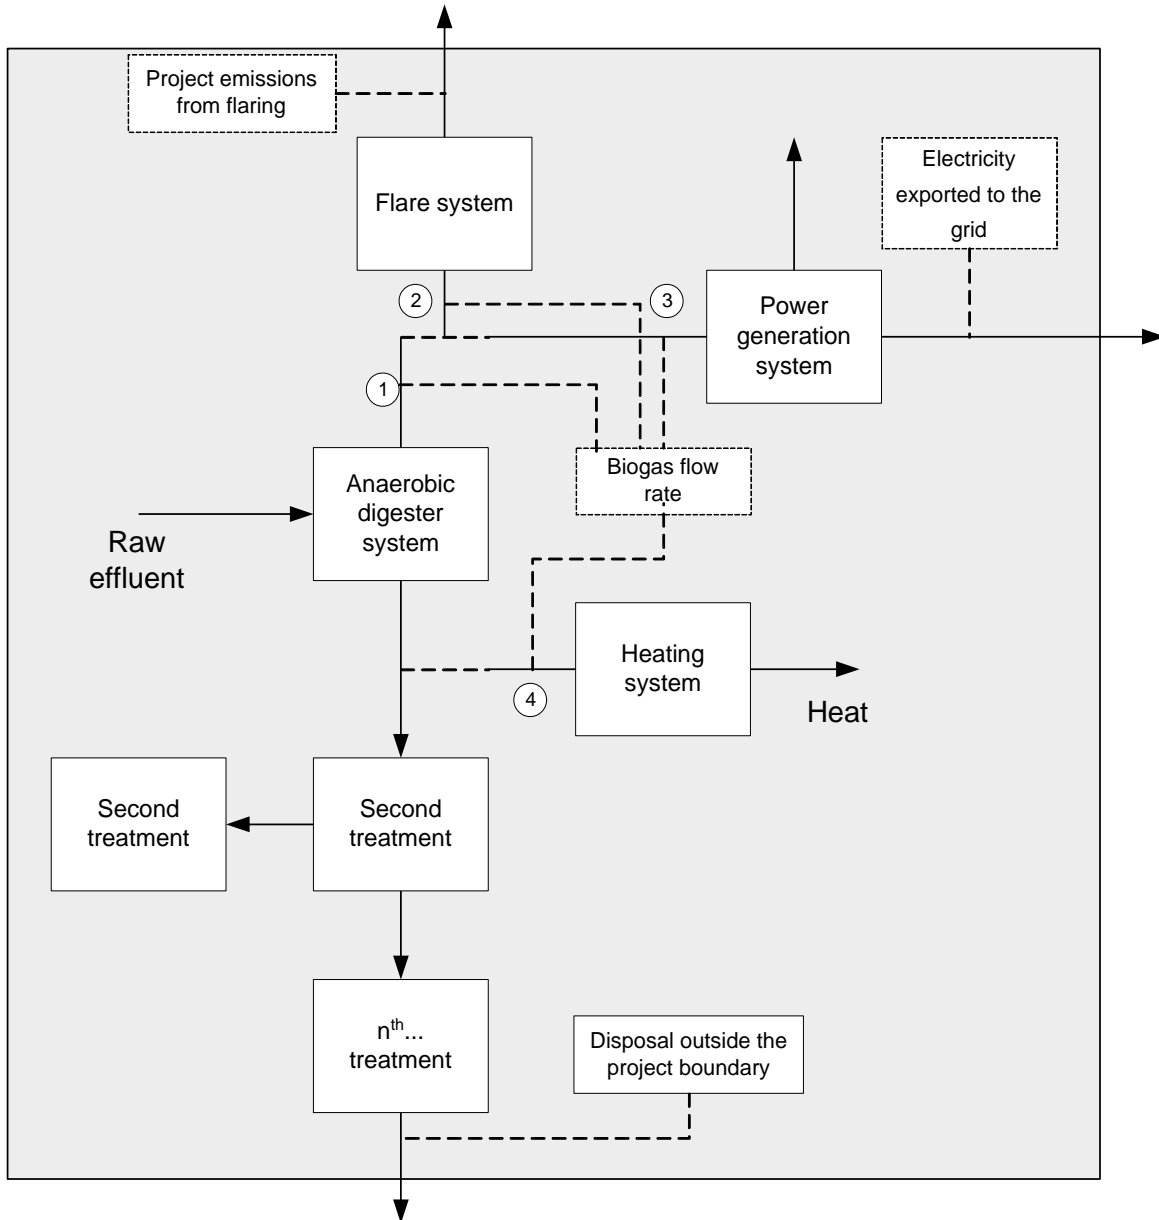 Project emissions
from flaring
Flare system
Electricity
exported to the
grid
2
3
Power
generation
system
1
Biogas flow
rate
Anaerobic
digester
system
Raw
effluent
Heating
system
4
Heat
Second
treatment
Second
treatment
nth...
treatment
Disposal outside the
project boundary